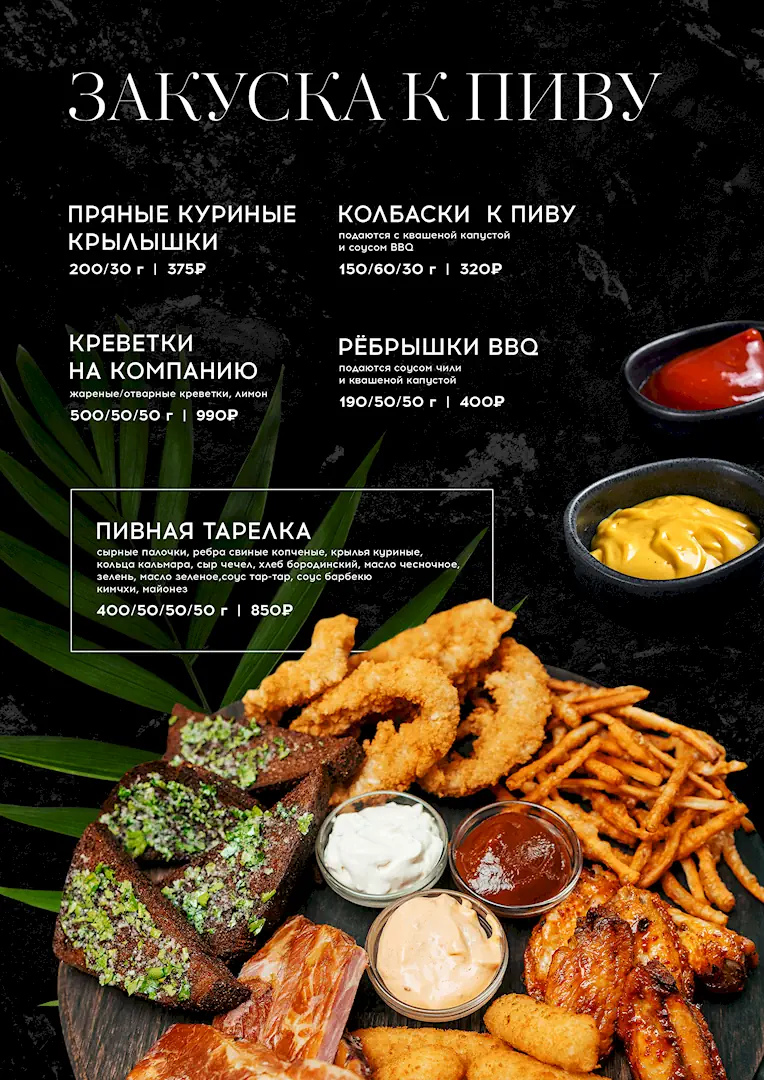 ЗАКУСКА К ПИВУ
ПРЯНЫЕ КУРИНЫЕ
КРЫЛЫШКИ
200/30 г | 375₽
КОЛБАСКИ К ПИВУ
подаются с квашеной капустой
и соусом BBQ
150/60/30 г | 320₽
КРЕВЕТКИ
НА КОМПАНИЮ
жареные/отварные креветки, лимон
500/50/50 г | 990₽
РЁБРЫШКИ BBQ
подаются соусом чили
и квашеной капустой
190/50/50 г | 400₽
ПИВНАЯ ТАРЕЛКА
сырные палочки, ребра свиные копченые, крылья куриные,
кольца кальмара, сыр чечел, хлеб бородинский, масло чесночное,
зелень, масло зеленое,соус тар-тар, соус барбекю
кимчхи, майонез
400/50/50/50 г | 850₽